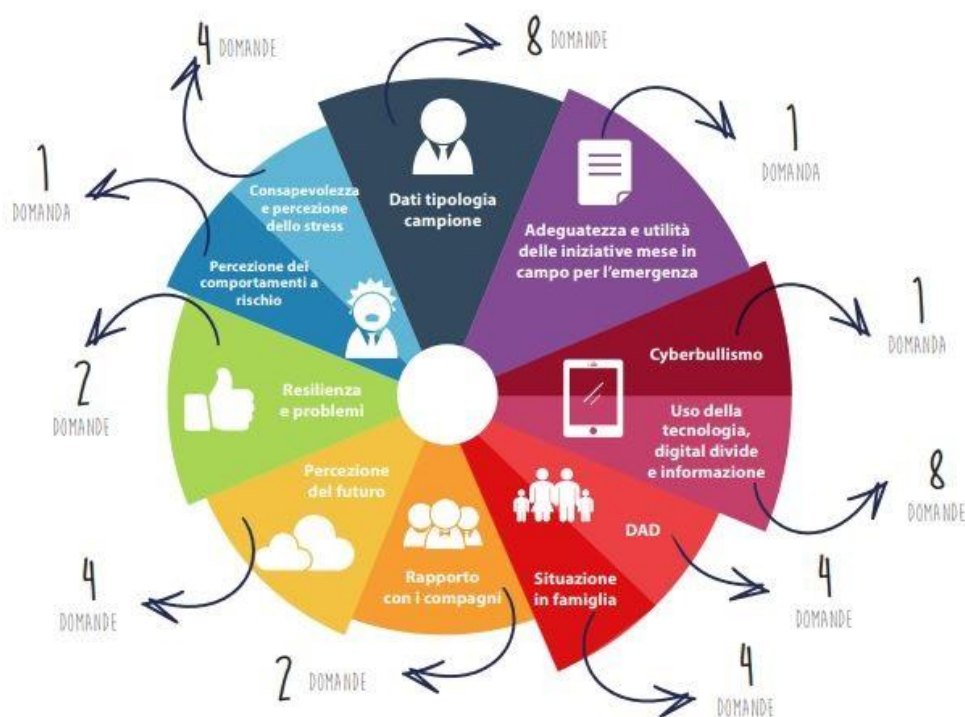 4 DOMANDE
8 DOMANDE
1
DOMANDA
1
DOMANDA
Consapevolezza
e percezione
dello stress
Dati tipologia
campione
Adeguatezza e utilità
delle iniziative mese in
campo per l'emergenza
Percezione dei
comportamenti a
rischio
1
DOMANDA
Cyberbullismo
2
DOMANDE
Resilienza
e problemi
Uso della
tecnologia,
digital divide
e informazione
8
DOMANDE
Percezione
del futuro
DAD
4
DOMANDE
Rapporto
con i compagni
Situazione
in famiglia
4
DOMANDE
2 DOMANDE
4
DOMANDE